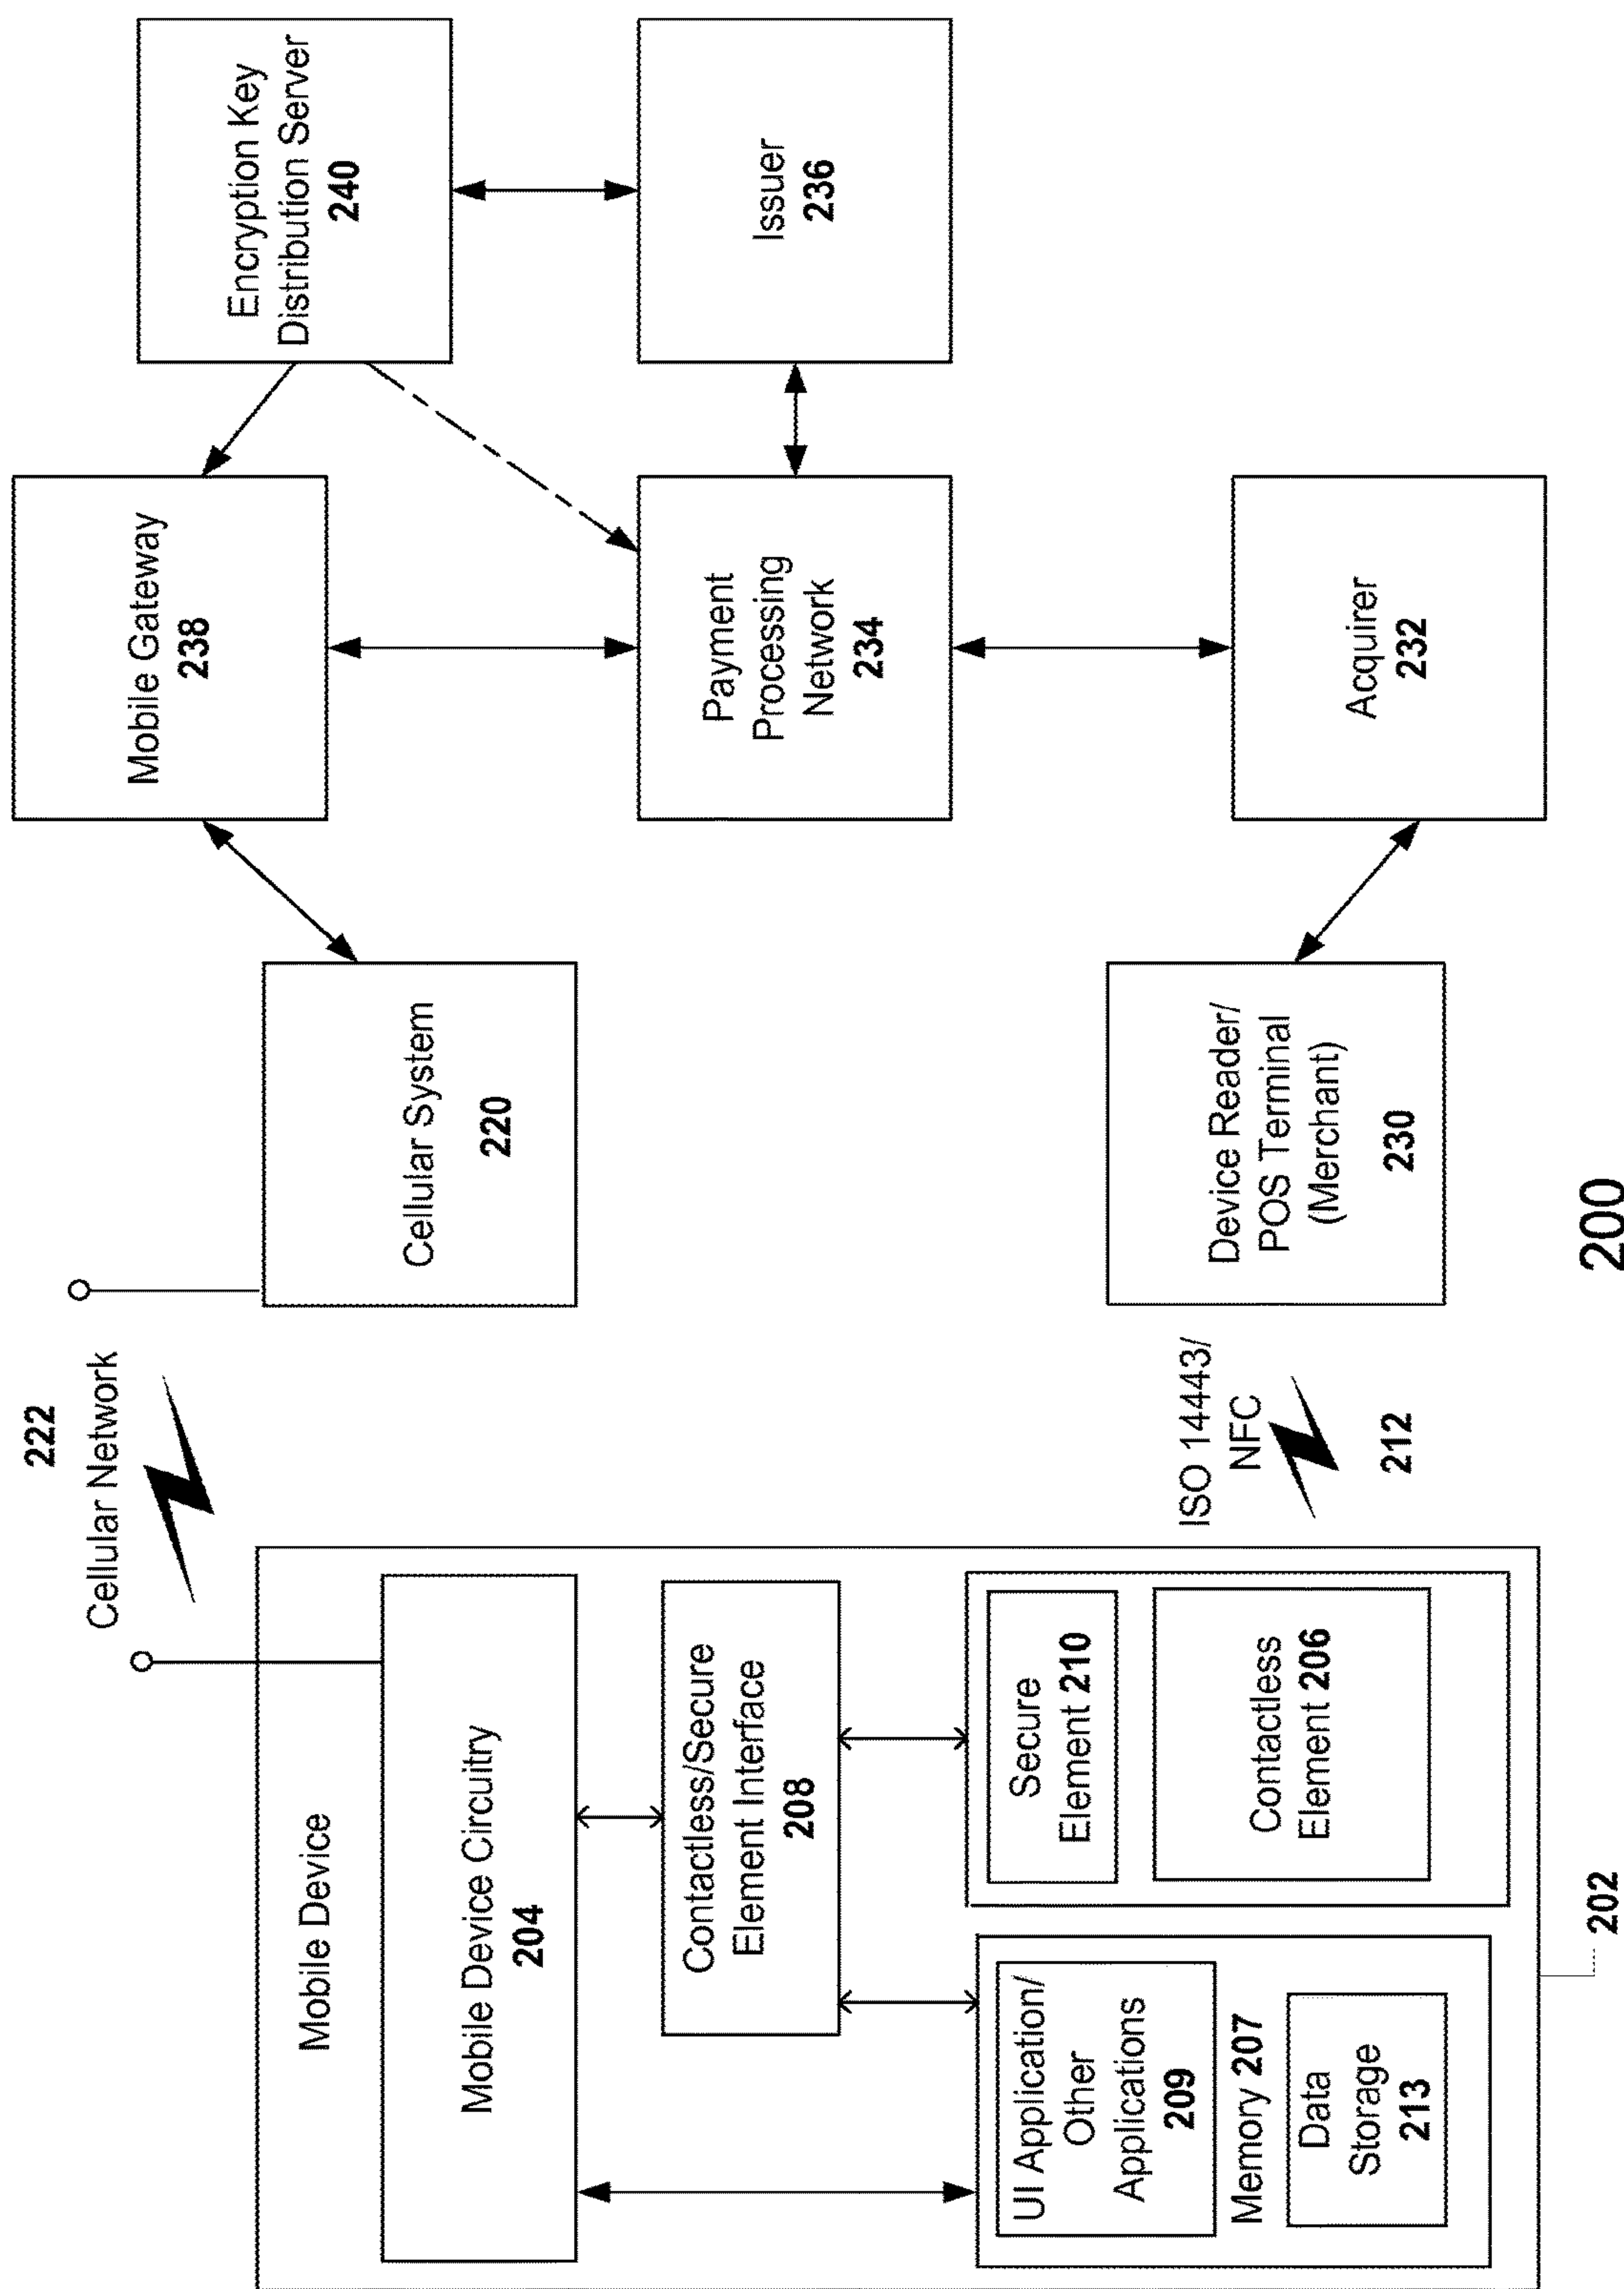 222
Cellular Network
Mobile Device
Mobile Device Circuitry
204
Contactless/Secure
Element Interface
208
UI Application/
Other
Applications
209
Memory 207
Data
Storage
213
Secure
Element 210
Contactless
Element 206
202
ISO 14443/
NFC
212
Cellular System
220
Device Reader/
POS Terminal
(Merchant)
230
Mobile Gateway
238
Payment
Processing
Network
234
Acquirer
232
Encryption Key
Distribution Server
240
Issuer
236
200